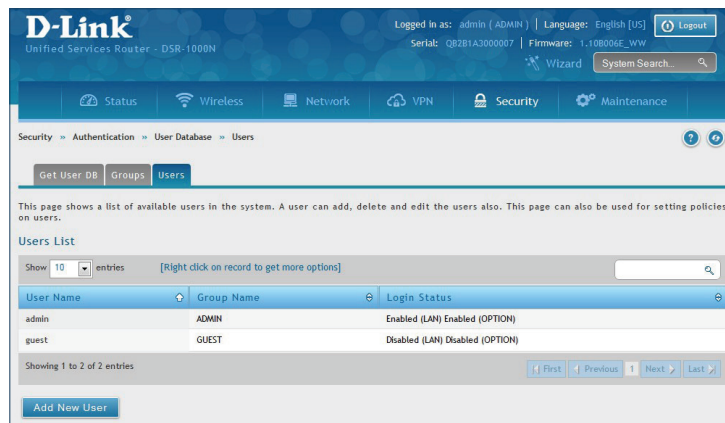 D-Link
Logged in as: admin ( ADMIN ) | Language: English [US]
Logout
Unified Services Router - DSR-1000N
Serial: QB2B1A3000007 | Firmware: 1.10B006E_WW
Wizard
System Search...
Status
Wireless
Network
VPN
Security
Maintenance
Security » Authentication » User Database » Users
Get User DB
Groups
Users
This page shows a list of available users in the system. A user can add, delete and edit the users also. This page can also be used for setting policies
on users.
Users List
Show 10 entries
[Right click on record to get more options]
User Name
Group Name
Login Status
admin
ADMIN
Enabled (LAN) Enabled (OPTION)
guest
GUEST
Disabled (LAN) Disabled (OPTION)
Showing 1 to 2 of 2 entries
First
Previous
1
Next
Last
Add New User